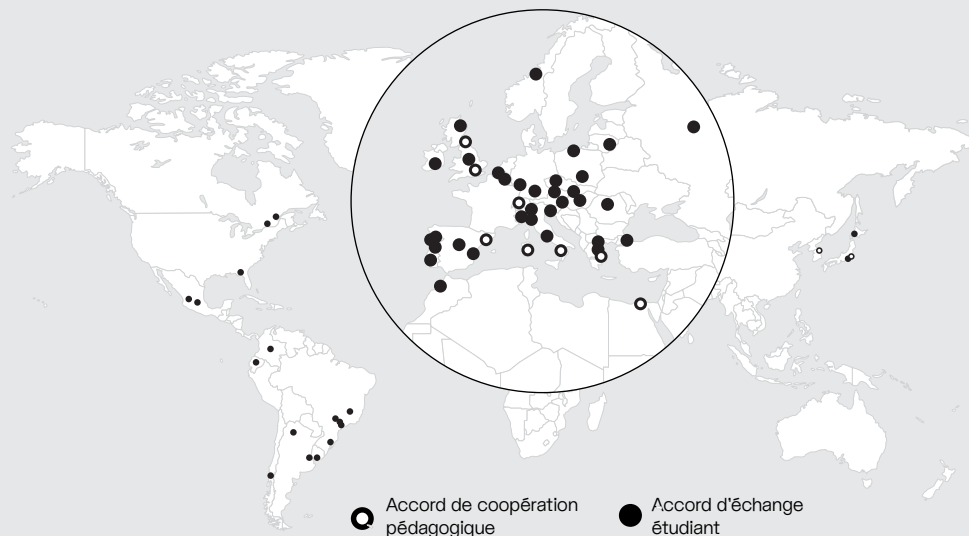 Accord de coopération
pédagogique
Accord d'échange
étudiant